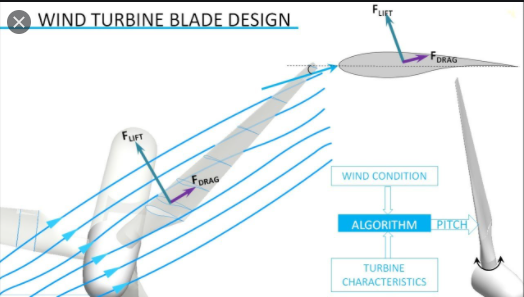 WIND TURBINE BLADE DESIGN
FLIFT
FDRAG
FLIFT
FDRAG
WIND CONDITION
ALGORITHM
PITCH
TURBINE
CHARACTERISTICS